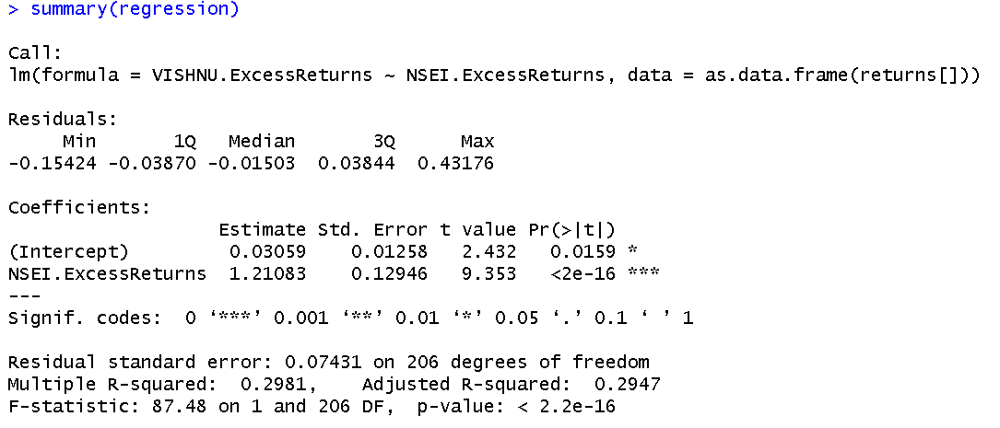 > summary(regression)
Call:
lm(formula = VISHNU.ExcessReturns ~ NSEI.ExcessReturns, data = as.data.frame(returns[]))
Residuals:
     Min       1Q   Median       3Q      Max
-0.15424 -0.03870 -0.01503  0.03844  0.43176
Coefficients:
                   Estimate Std. Error t value Pr(>|t|)
(Intercept)         0.03059    0.01258   2.432   0.0159 *
NSEI.ExcessReturns  1.21083    0.12946   9.353   <2e-16 ***
---
Signif. codes:  0 ‘***’ 0.001 ‘**’ 0.01 ‘*’ 0.05 ‘.’ 0.1 ‘ ’ 1
Residual standard error: 0.07431 on 206 degrees of freedom
Multiple R-squared:  0.2981,    Adjusted R-squared:  0.2947
F-statistic: 87.48 on 1 and 206 DF,  p-value: < 2.2e-16